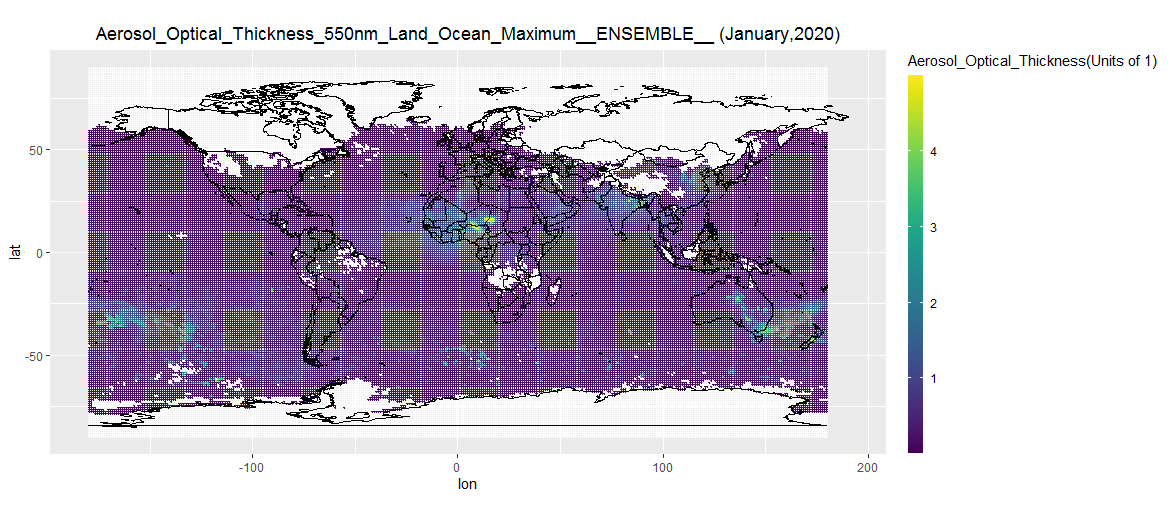 Aerosol_Optical_Thickness_550nm_Land_Ocean_Maximum__ENSEMBLE__ (January,2020)
Aerosol_Optical_Thickness(Units of 1)
4
3
2
1
50
0
-50
lat
-100
0
100
200
lon